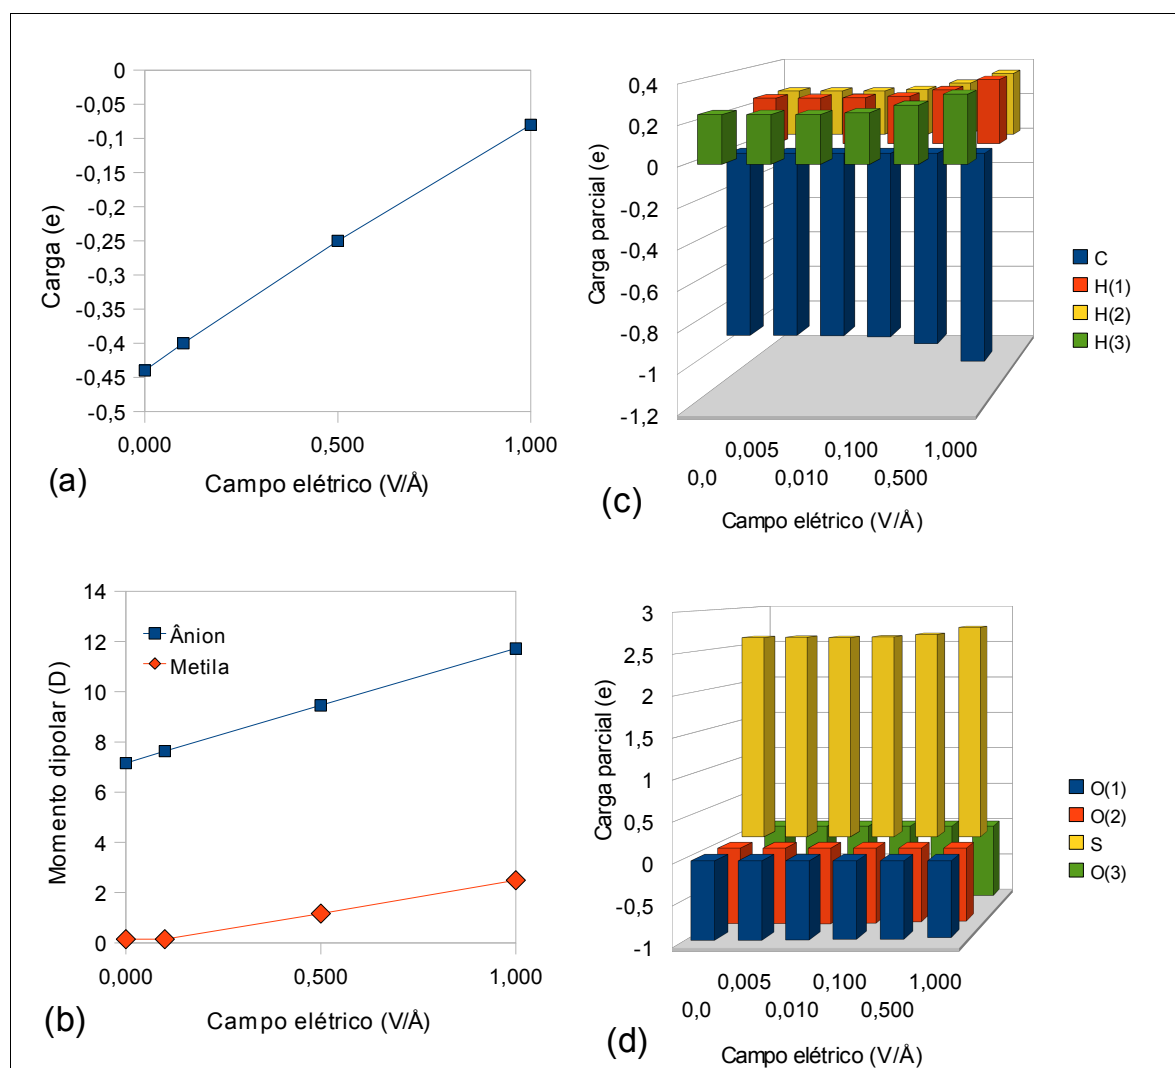 0
-0,05
-0,1
-0,15
-0,2
-0,25
-0,3
-0,35
-0,4
-0,45
-0,5
Carga (e)
0,000 0,500 1,000
(a)
Campo elétrico (V/Å)
0,4
0,2
0
-0,2
-0,4
-0,6
-0,8
-1
-1,2
Carga parcial (e)
C
H(1)
H(2)
H(3)
0,005 0,100 1,000
0,0 0,010 0,500
(c)
Campo elétrico (V/Å)
14
12
10
8
6
4
2
0
Momento dipolar (D)
Ânion
Metila
0,000 0,500 1,000
(b)
Campo elétrico (V/Å)
3
2,5
2
1,5
1
0,5
0
-0,5
-1
Carga parcial (e)
O(1)
O(2)
S
O(3)
0,005 0,100 1,000
0,0 0,010 0,500
(d)
Campo elétrico (V/Å)